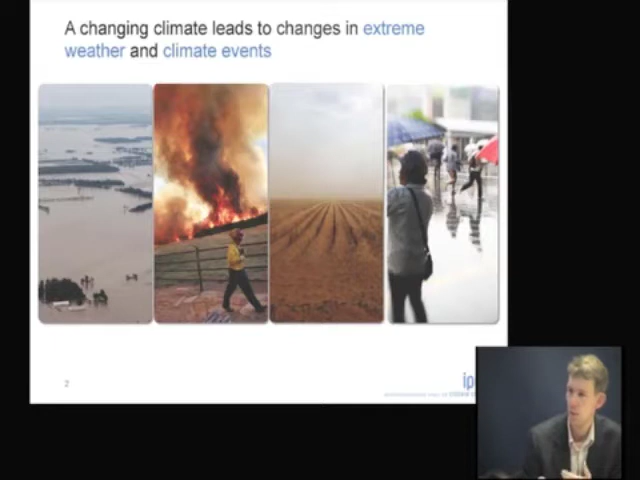 A changing climate leads to changes in extreme
weather and climate events
2